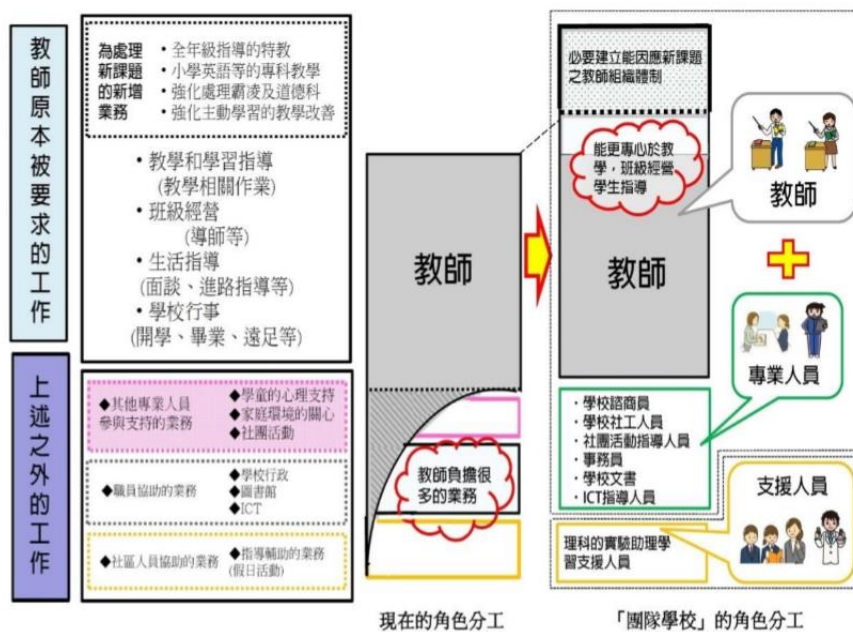 教師原本被要求的工作
為處理
新課題
的新增
業務
・全年級指導的特教
・小學英語等的專科教學
・強化處理霸凌及道德科
・強化主動學習的教學改善
・教學和學習指導
(教學相關作業)
・班級經營
(導師等)
・生活指導
(面談、進路指導等)
・學校行事
(開學、畢業、遠足等)
上述之外的工作
◆其他專業人員
參與支持的業務
◆學童的心理支持
◆家庭環境的關心
◆社團活動
◆職員協助的業務
◆學校行政
◆圖書館
◆ICT
◆社區人員協助的業務
◆指導輔助的業務
(假日活動)
教師
教師負擔很
多的業務
現在的角色分工
必要建立能因應新課題
之教師組織體制
能更專心於教
學，班級經營
學生指導
教師
教師
專業人員
・學校諮商員
・學校社工人員
・社團活動指導人員
・事務員
・學校文書
・ICT指導人員
支援人員
理科的實驗助理學
習支援人員
「團隊學校」的角色分工